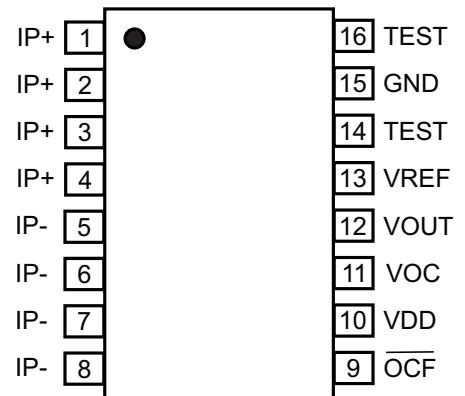 IP+ 1 16 TEST
IP+ 2 15 GND
IP+ 3 14 TEST
IP+ 4 13 VREF
IP- 5 12 VOUT
IP- 6 11 VOC
IP- 7 10 VDD
IP- 8 9 OCF